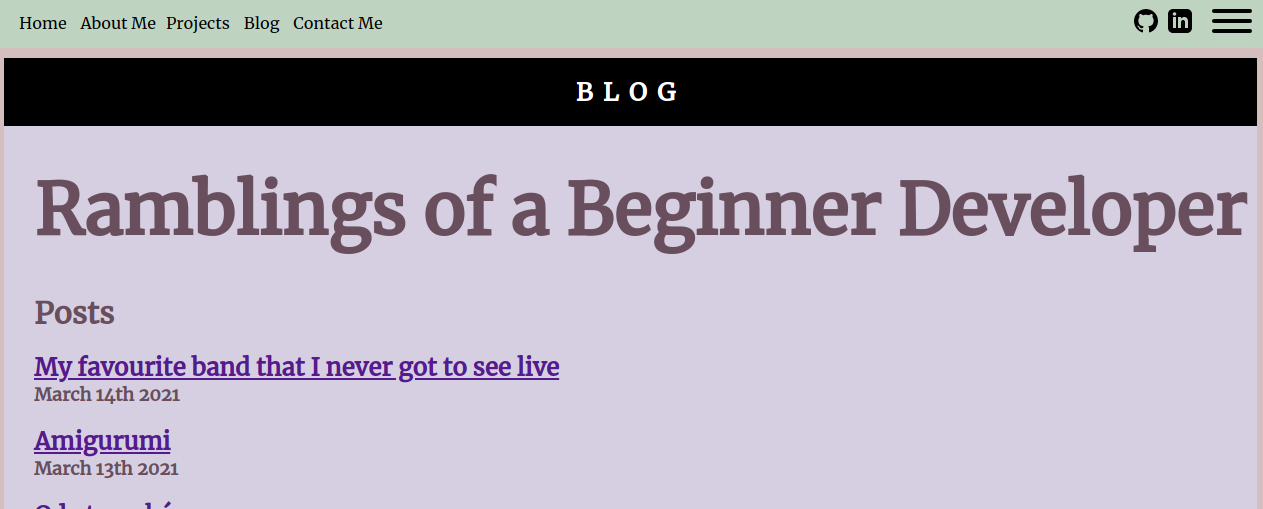 Home About Me Projects Blog Contact Me
in
BLOG
Ramblings of a Beginner Developer
Posts
My favourite band that I never got to see live
March 14th 2021
Amigurumi
March 13th 2021